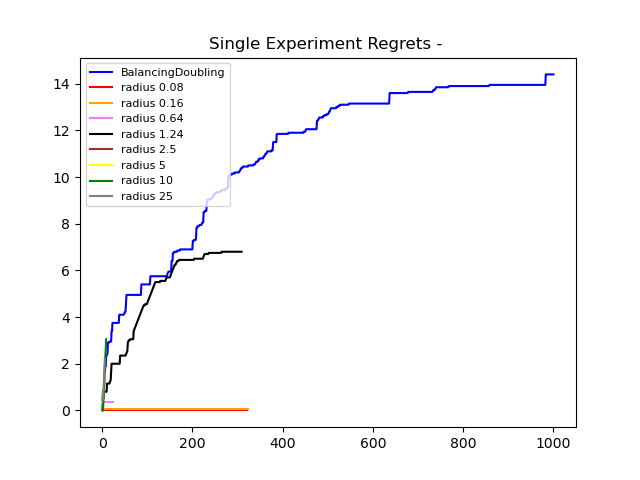 Single Experiment Regrets -
BalancingDoubling
radius 0.08
radius 0.16
radius 0.64
radius 1.24
radius 2.5
radius 5
radius 10
radius 25
14
12
10
8
6
4
2
0
0 200 400 600 800 1000